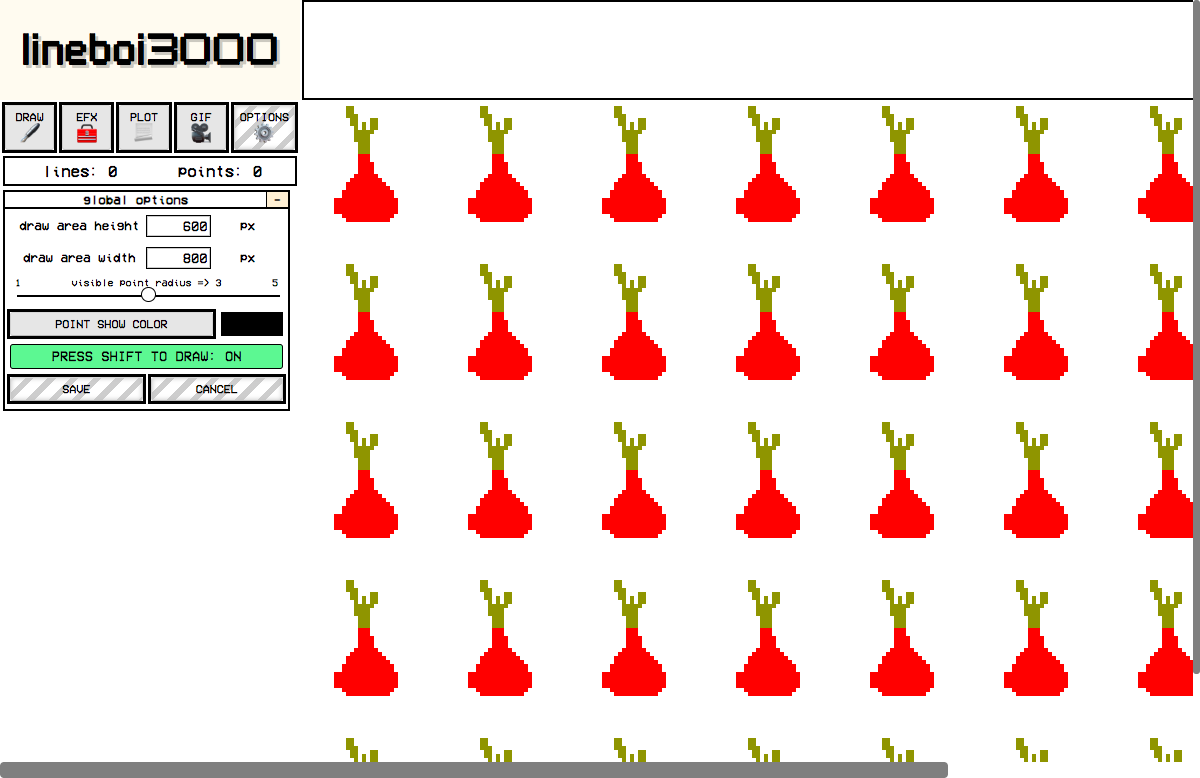 lineboi3000
DRAW EFX PLOT GIF OPTIONS
lines: 0 points: 0
global options -
draw area height 600 px
draw area width 800 px
1 visible point radius => 3 5
POINT SHOW COLOR
PRESS SHIFT TO DRAW: ON
SAVE CANCEL